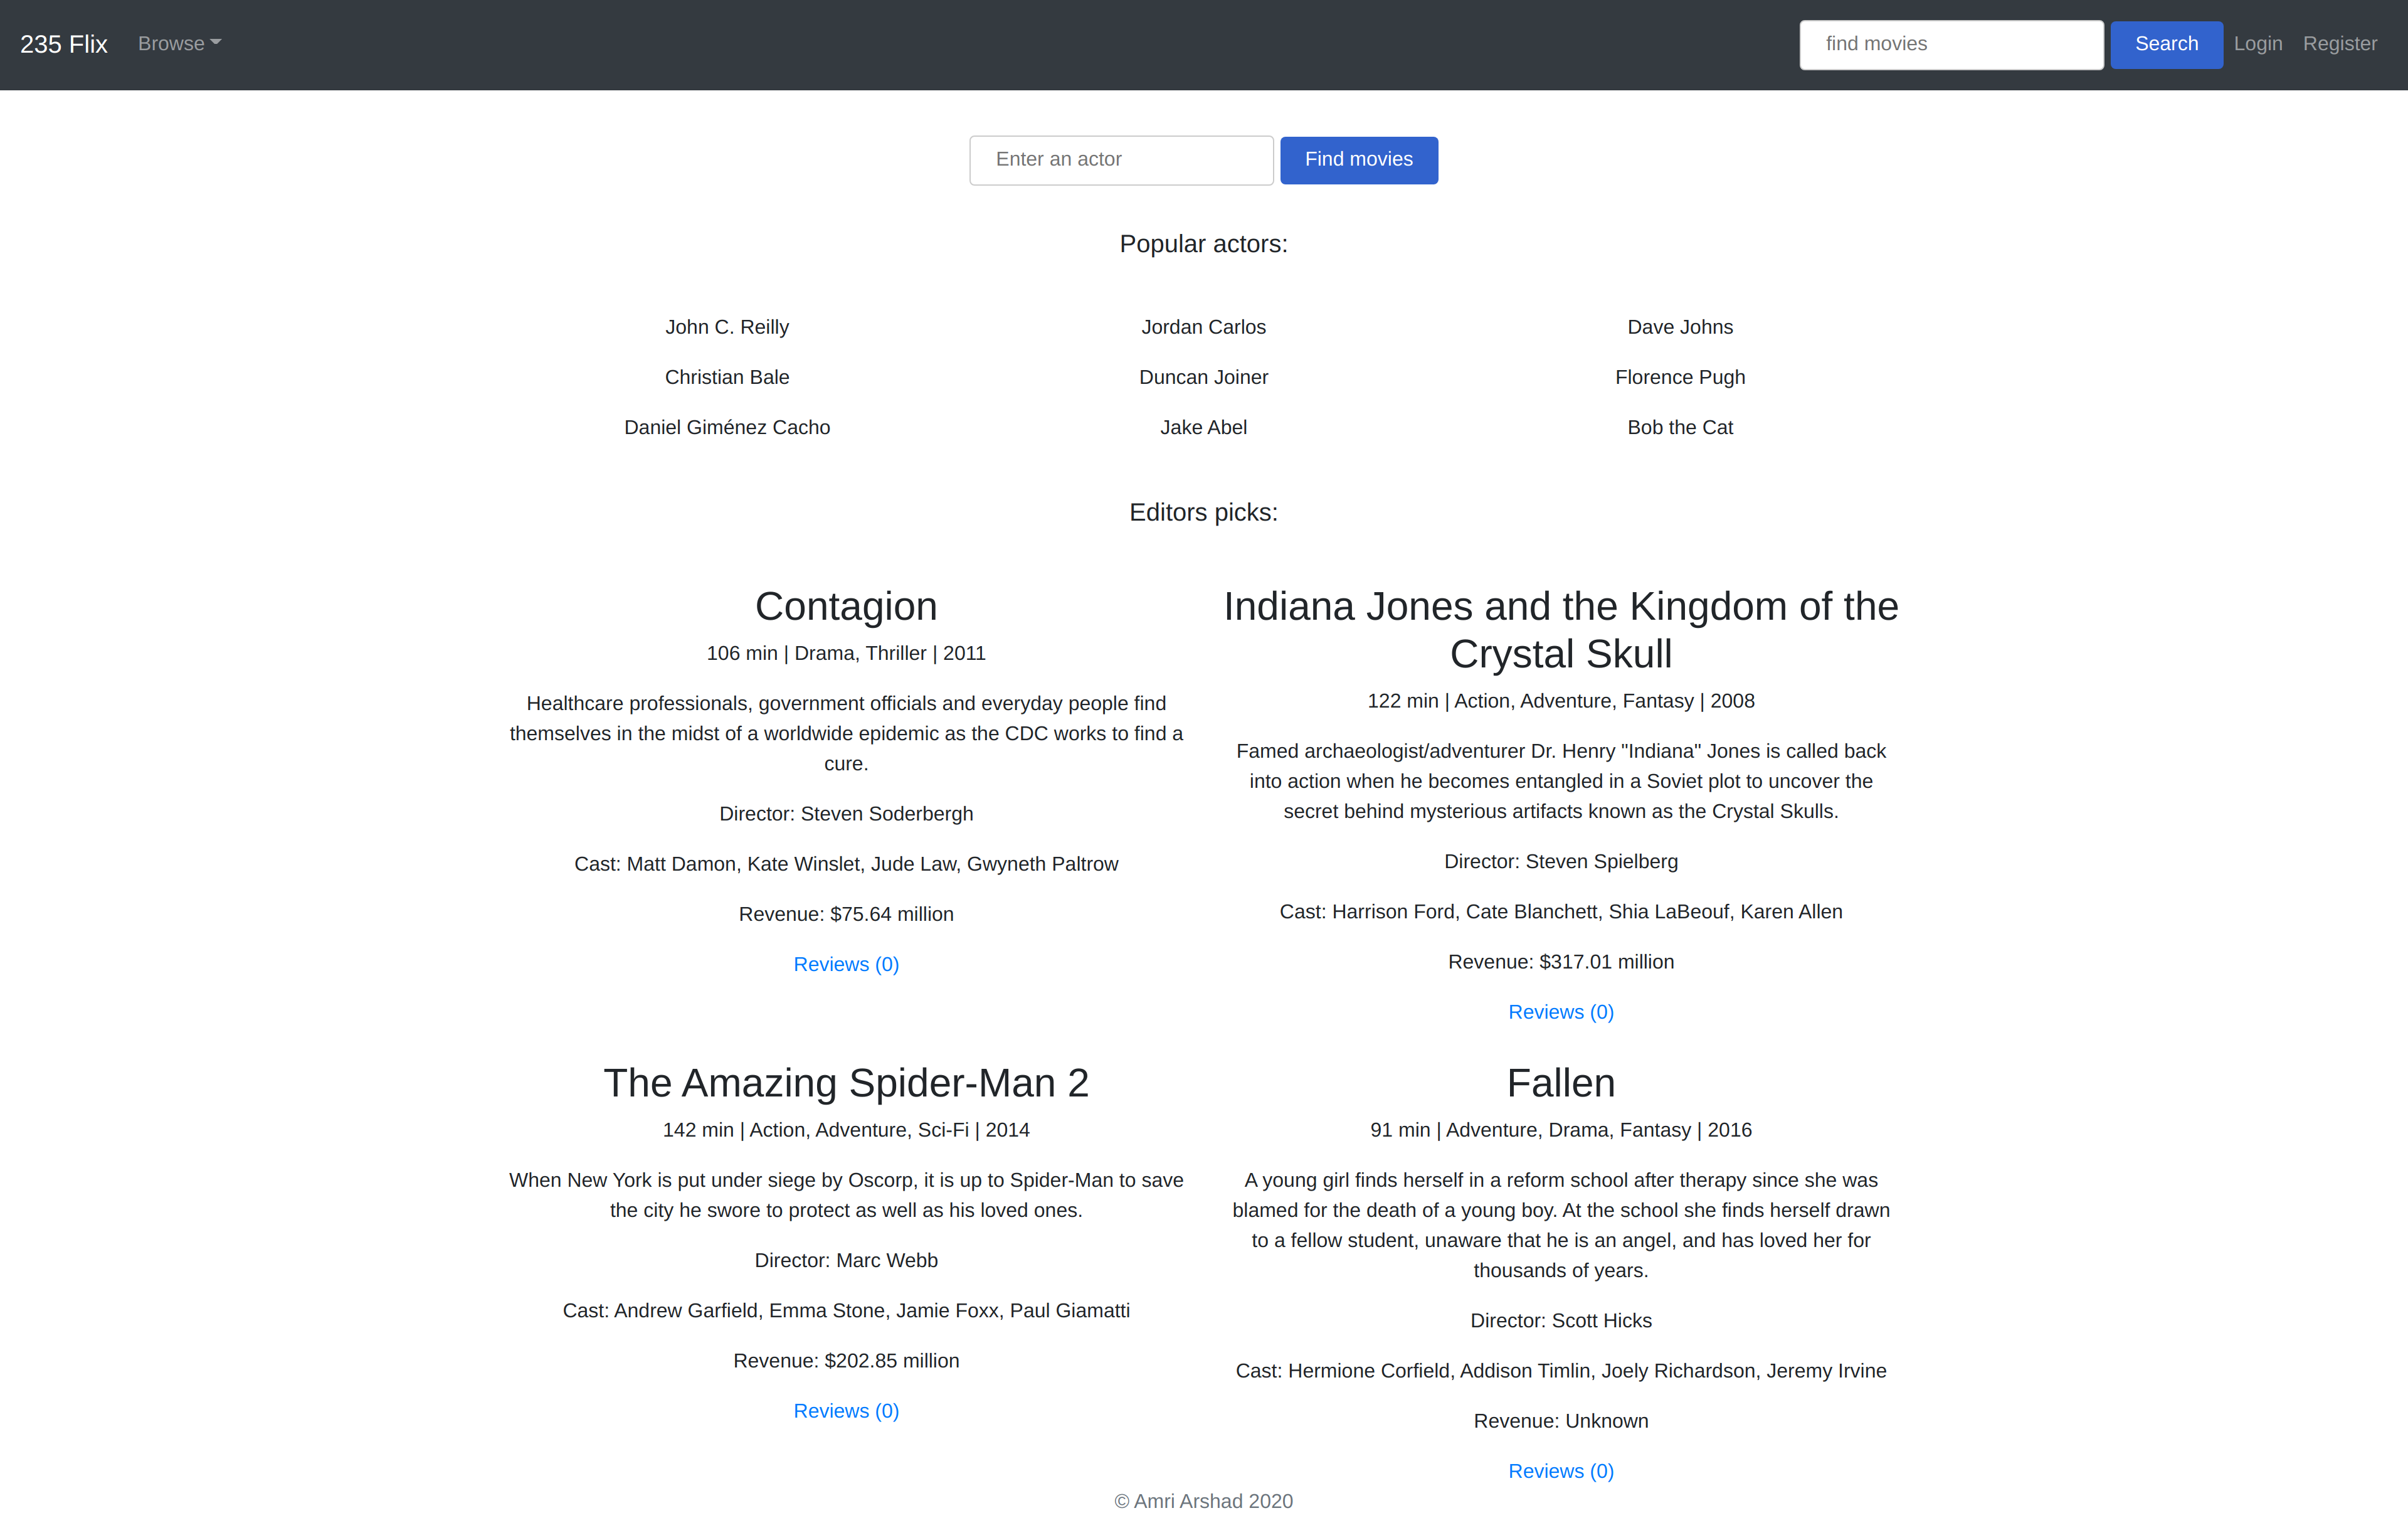 235 Flix
Browse
find movies
Search
Login
Register
Enter an actor
Find movies
Popular actors:
John C. Reilly
Jordan Carlos
Dave Johns
Christian Bale
Duncan Joiner
Florence Pugh
Daniel Giménez Cacho
Jake Abel
Bob the Cat
Editors picks:
Contagion
106 min | Drama, Thriller | 2011
Healthcare professionals, government officials and everyday people find
themselves in the midst of a worldwide epidemic as the CDC works to find a
cure.
Director: Steven Soderbergh
Cast: Matt Damon, Kate Winslet, Jude Law, Gwyneth Paltrow
Revenue: $75.64 million
Reviews (0)
Indiana Jones and the Kingdom of the
Crystal Skull
122 min | Action, Adventure, Fantasy | 2008
Famed archaeologist/adventurer Dr. Henry "Indiana" Jones is called back
into action when he becomes entangled in a Soviet plot to uncover the
secret behind mysterious artifacts known as the Crystal Skulls.
Director: Steven Spielberg
Cast: Harrison Ford, Cate Blanchett, Shia LaBeouf, Karen Allen
Revenue: $317.01 million
Reviews (0)
The Amazing Spider-Man 2
142 min | Action, Adventure, Sci-Fi | 2014
When New York is put under siege by Oscorp, it is up to Spider-Man to save
the city he swore to protect as well as his loved ones.
Director: Marc Webb
Cast: Andrew Garfield, Emma Stone, Jamie Foxx, Paul Giamatti
Revenue: $202.85 million
Reviews (0)
Fallen
91 min | Adventure, Drama, Fantasy | 2016
A young girl finds herself in a reform school after therapy since she was
blamed for the death of a young boy. At the school she finds herself drawn
to a fellow student, unaware that he is an angel, and has loved her for
thousands of years.
Director: Scott Hicks
Cast: Hermione Corfield, Addison Timlin, Joely Richardson, Jeremy Irvine
Revenue: Unknown
Reviews (0)
© Amri Arshad 2020